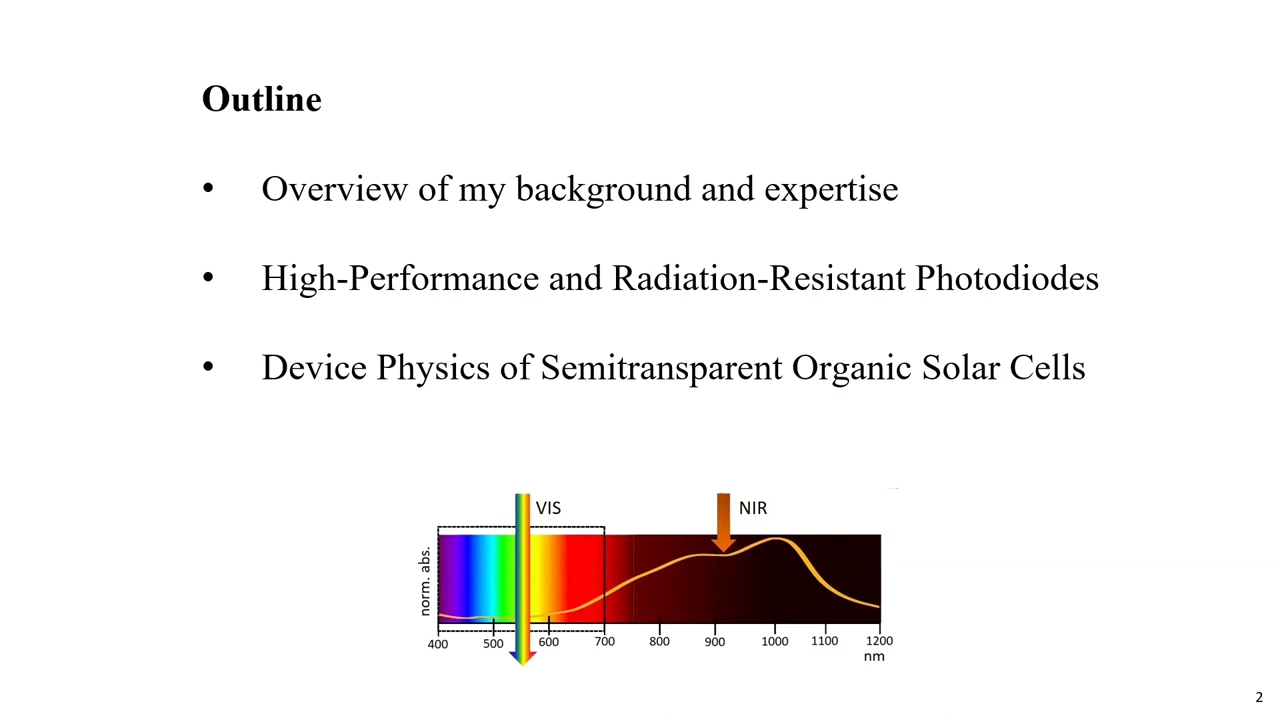 Outline
• Overview of my background and expertise
• High-Performance and Radiation-Resistant Photodiodes
• Device Physics of Semitransparent Organic Solar Cells
VIS NIR
norm. abs.
400 500 600 700 800 900 1000 1100 1200
nm
2